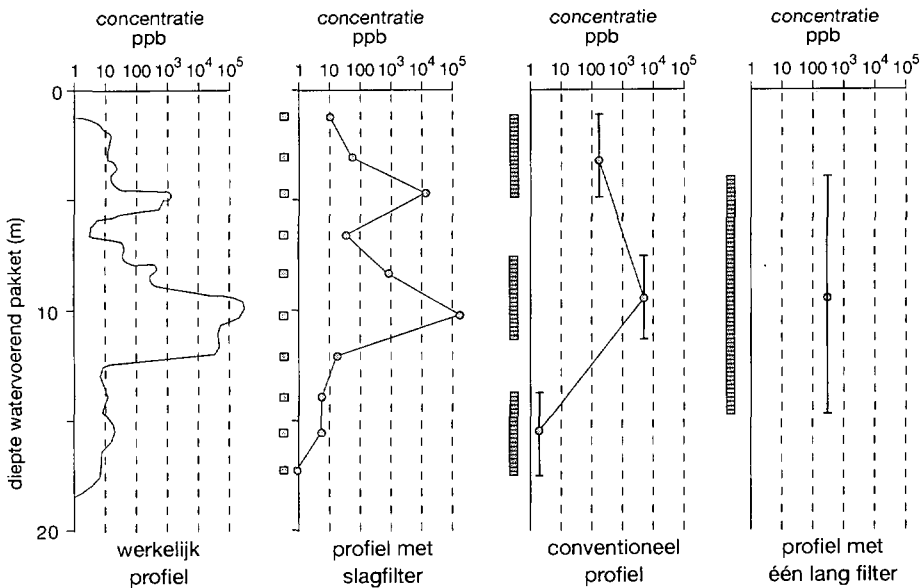 concentratie
ppb
1 10 100 10³ 10⁴ 10⁵
concentratie
ppb
1 10 100 10³ 10⁴ 10⁵
concentratie
ppb
1 10 100 10³ 10⁴ 10⁵
concentratie
ppb
1 10 100 10³ 10⁴ 10⁵
diepte watervoerend pakket (m)
0
10
20
werkelijk
profiel
profiel met
slagfilter
conventioneel
profiel
profiel met
één lang filter